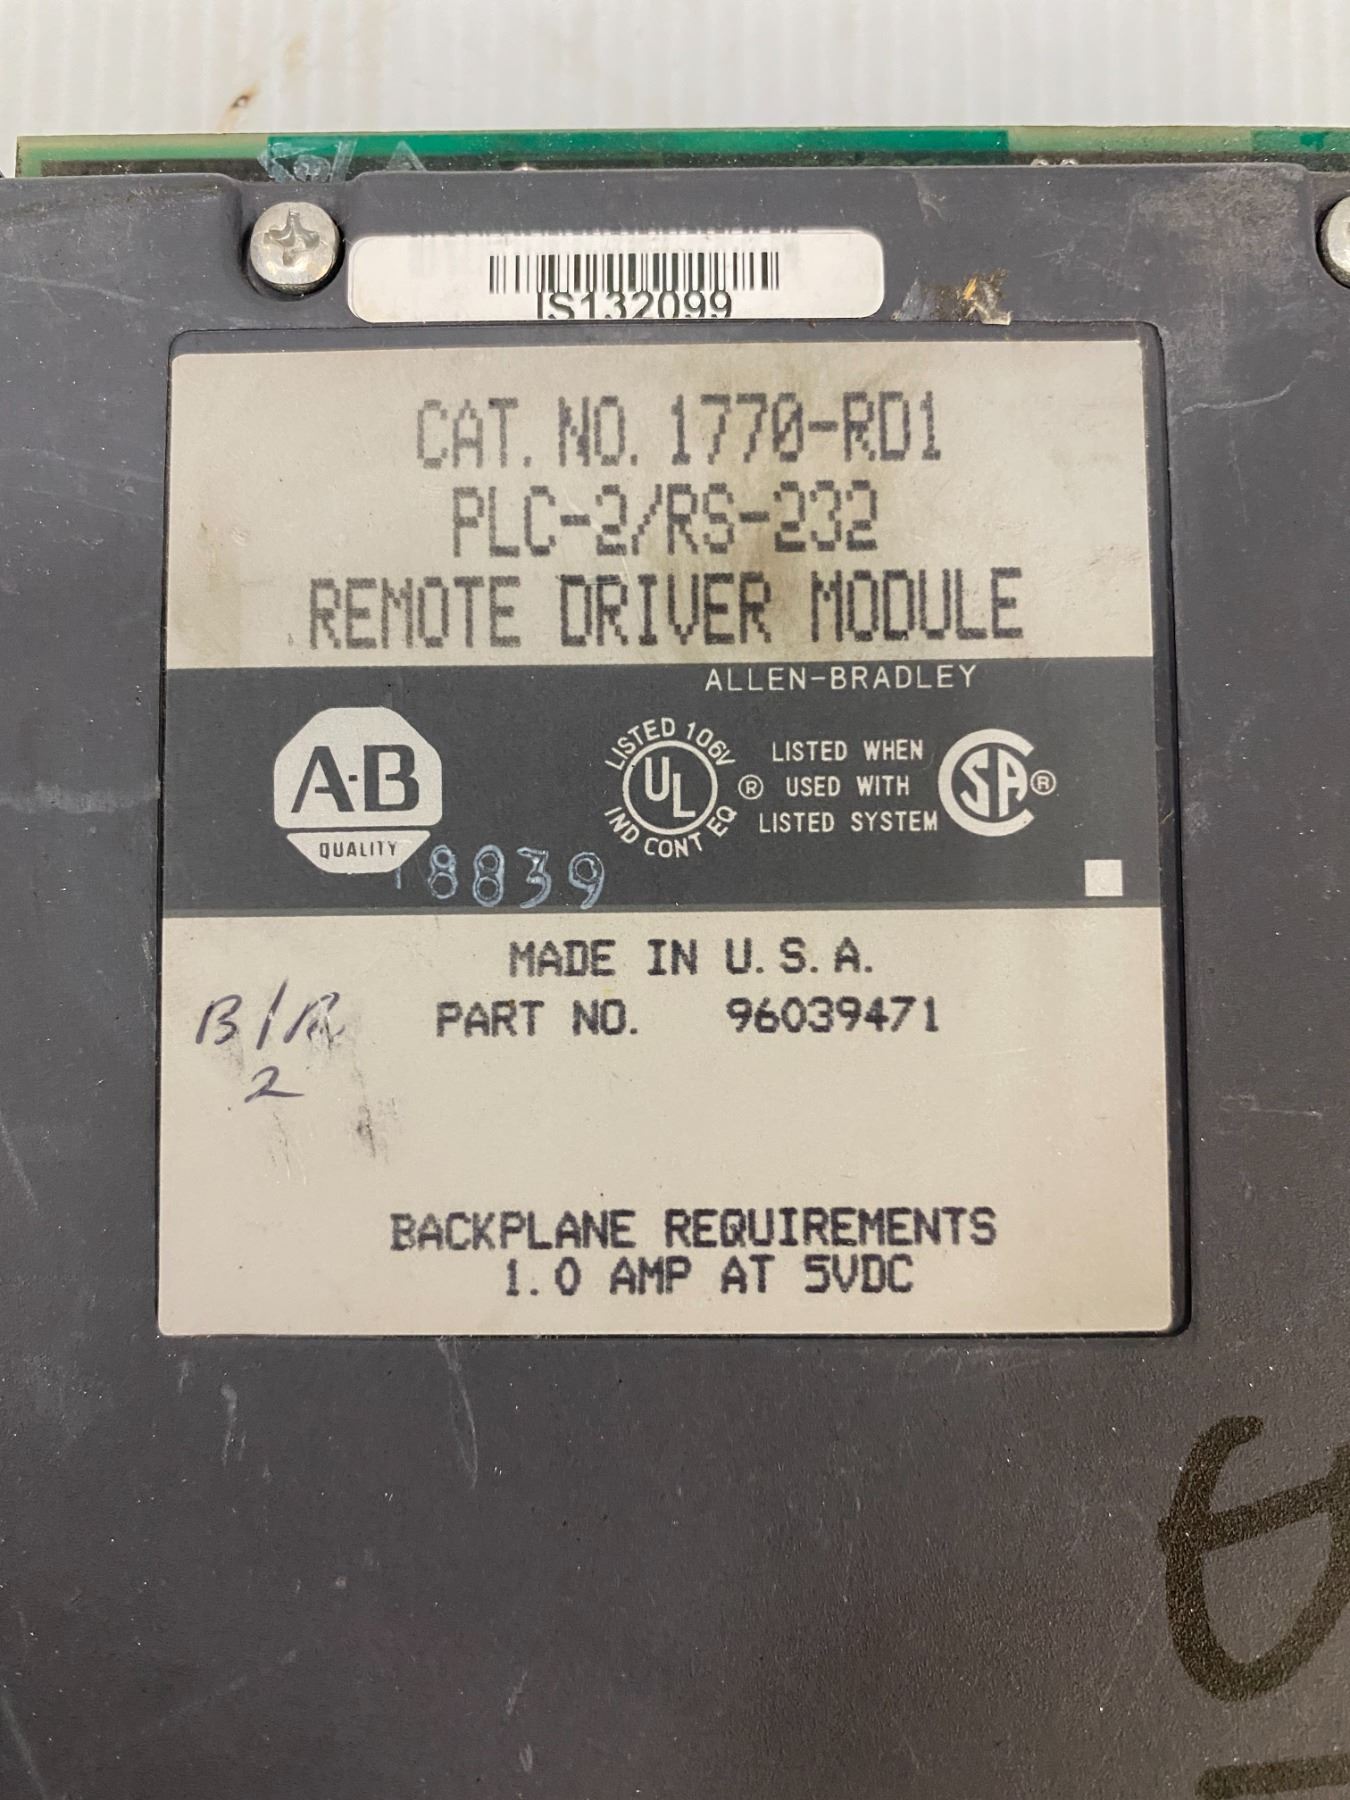 IS132099
CAT. NO. 1770-RD1
PLC-2/RS-232
REMOTE DRIVER MODULE
ALLEN-BRADLEY
A·B
QUALITY
LISTED 106V
UL
IND CONT EQ
®
LISTED WHEN
USED WITH
LISTED SYSTEM
SA ®
8839
MADE IN U.S.A.
PART NO. 96039471
B/A
2
BACKPLANE REQUIREMENTS
1.0 AMP AT 5VDC